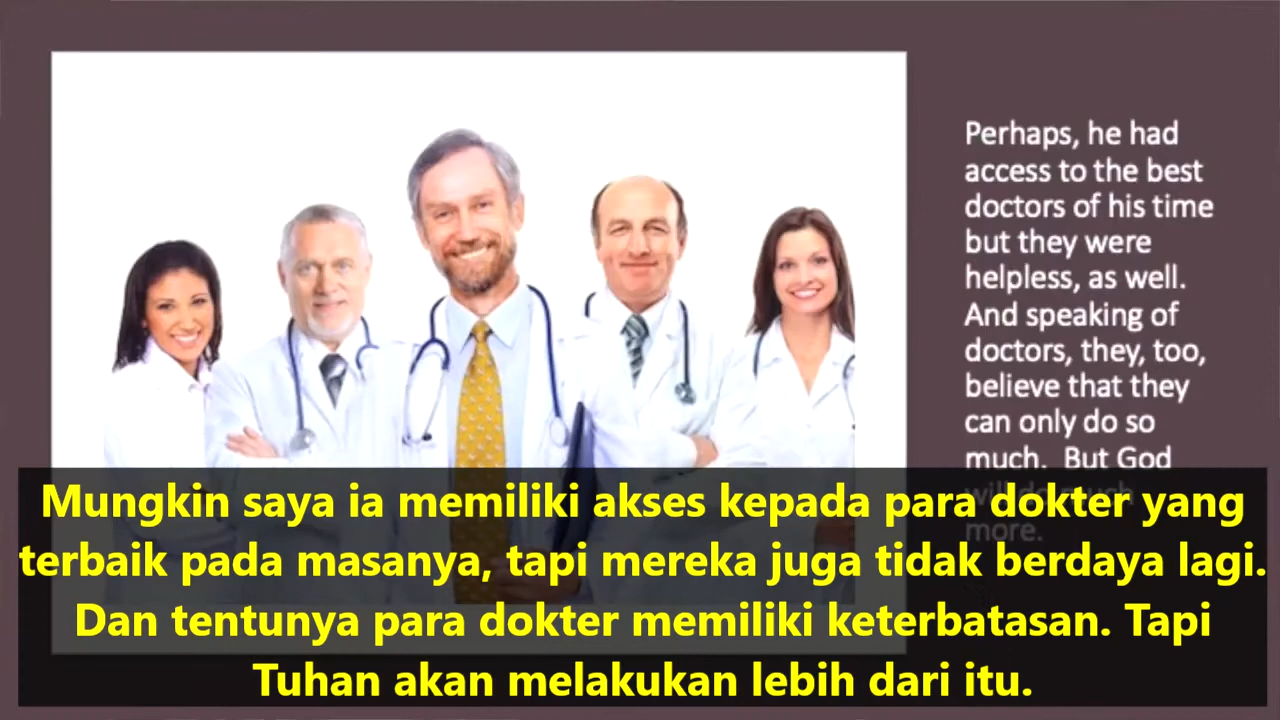 Perhaps, he had
access to the best
doctors of his time
but they were
helpless, as well.
And speaking of
doctors, they, too,
believe that they
can only do so
much. But God
will do much
more.
Mungkin saya ia memiliki akses kepada para dokter yang
terbaik pada masanya, tapi mereka juga tidak berdaya lagi.
Dan tentunya para dokter memiliki keterbatasan. Tapi
Tuhan akan melakukan lebih dari itu.